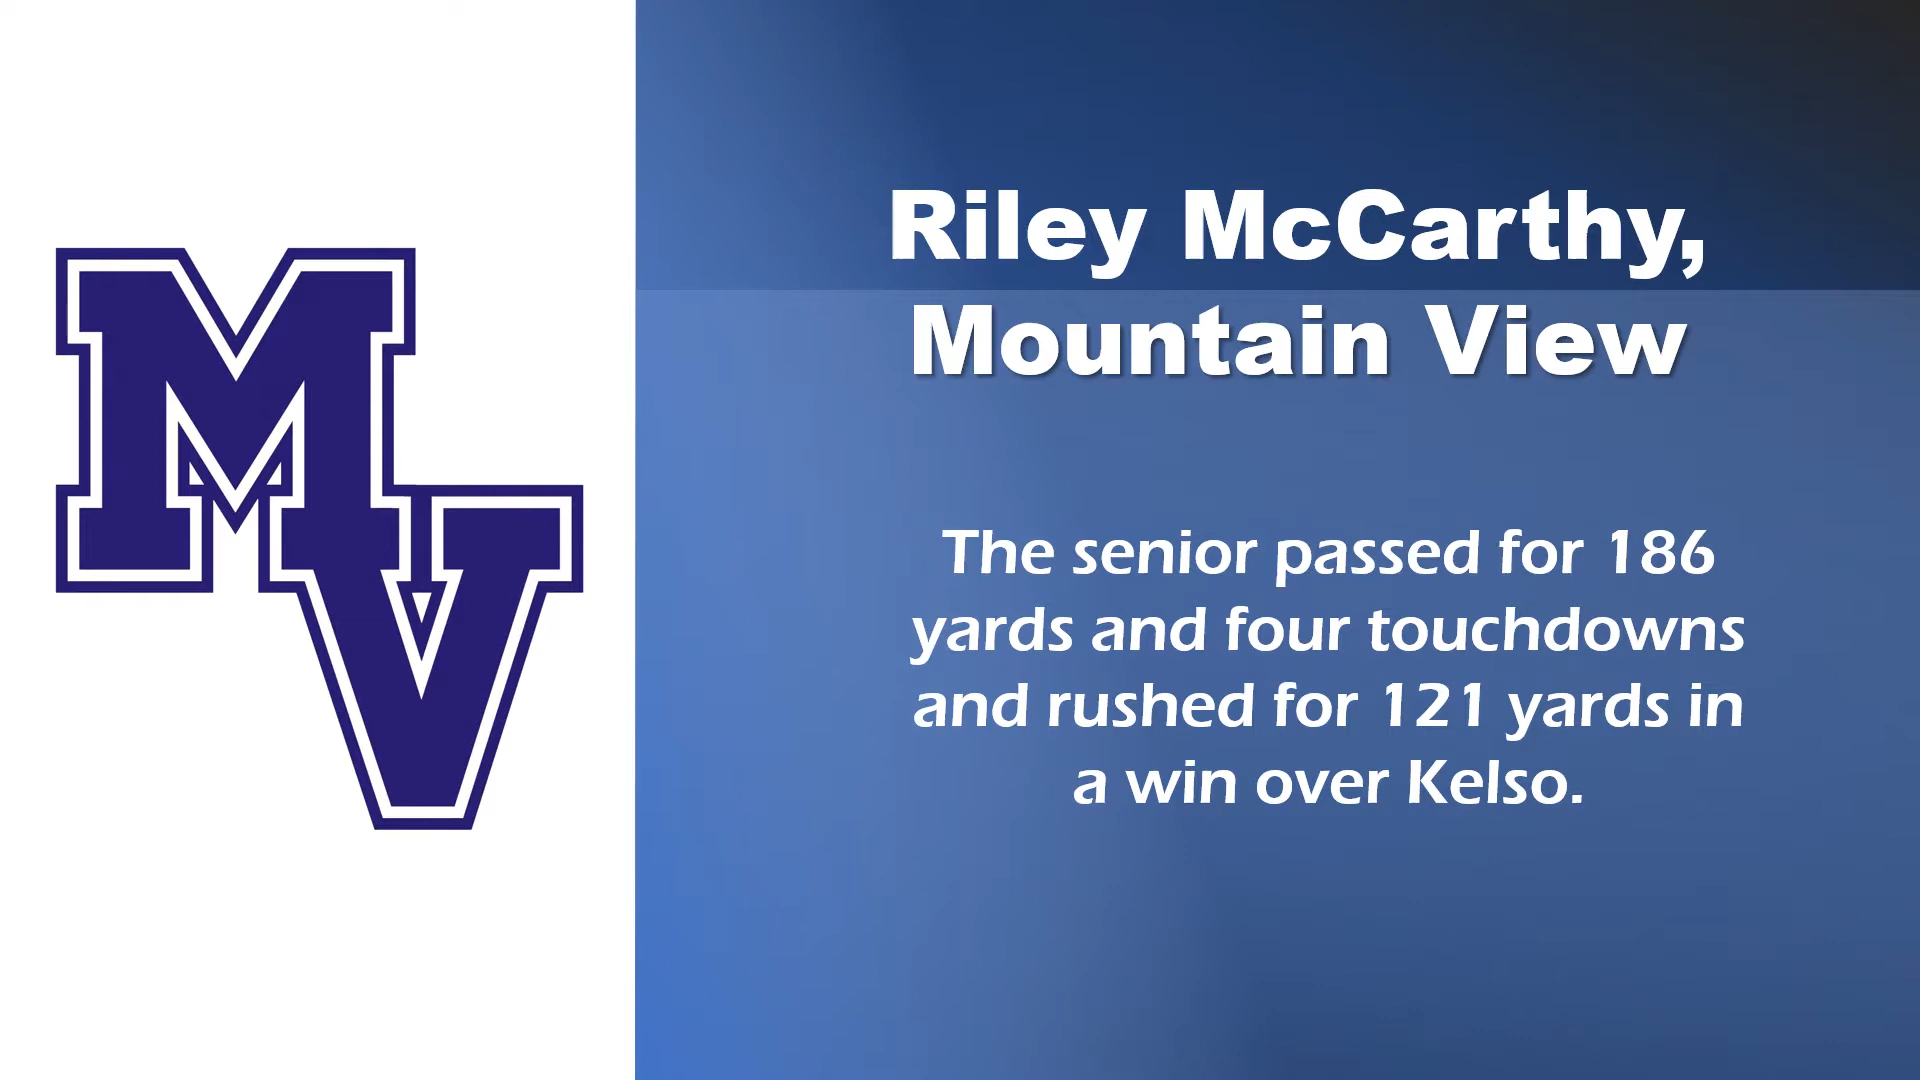 MV
Riley McCarthy,
Mountain View
The senior passed for 186
yards and four touchdowns
and rushed for 121 yards in
a win over Kelso.